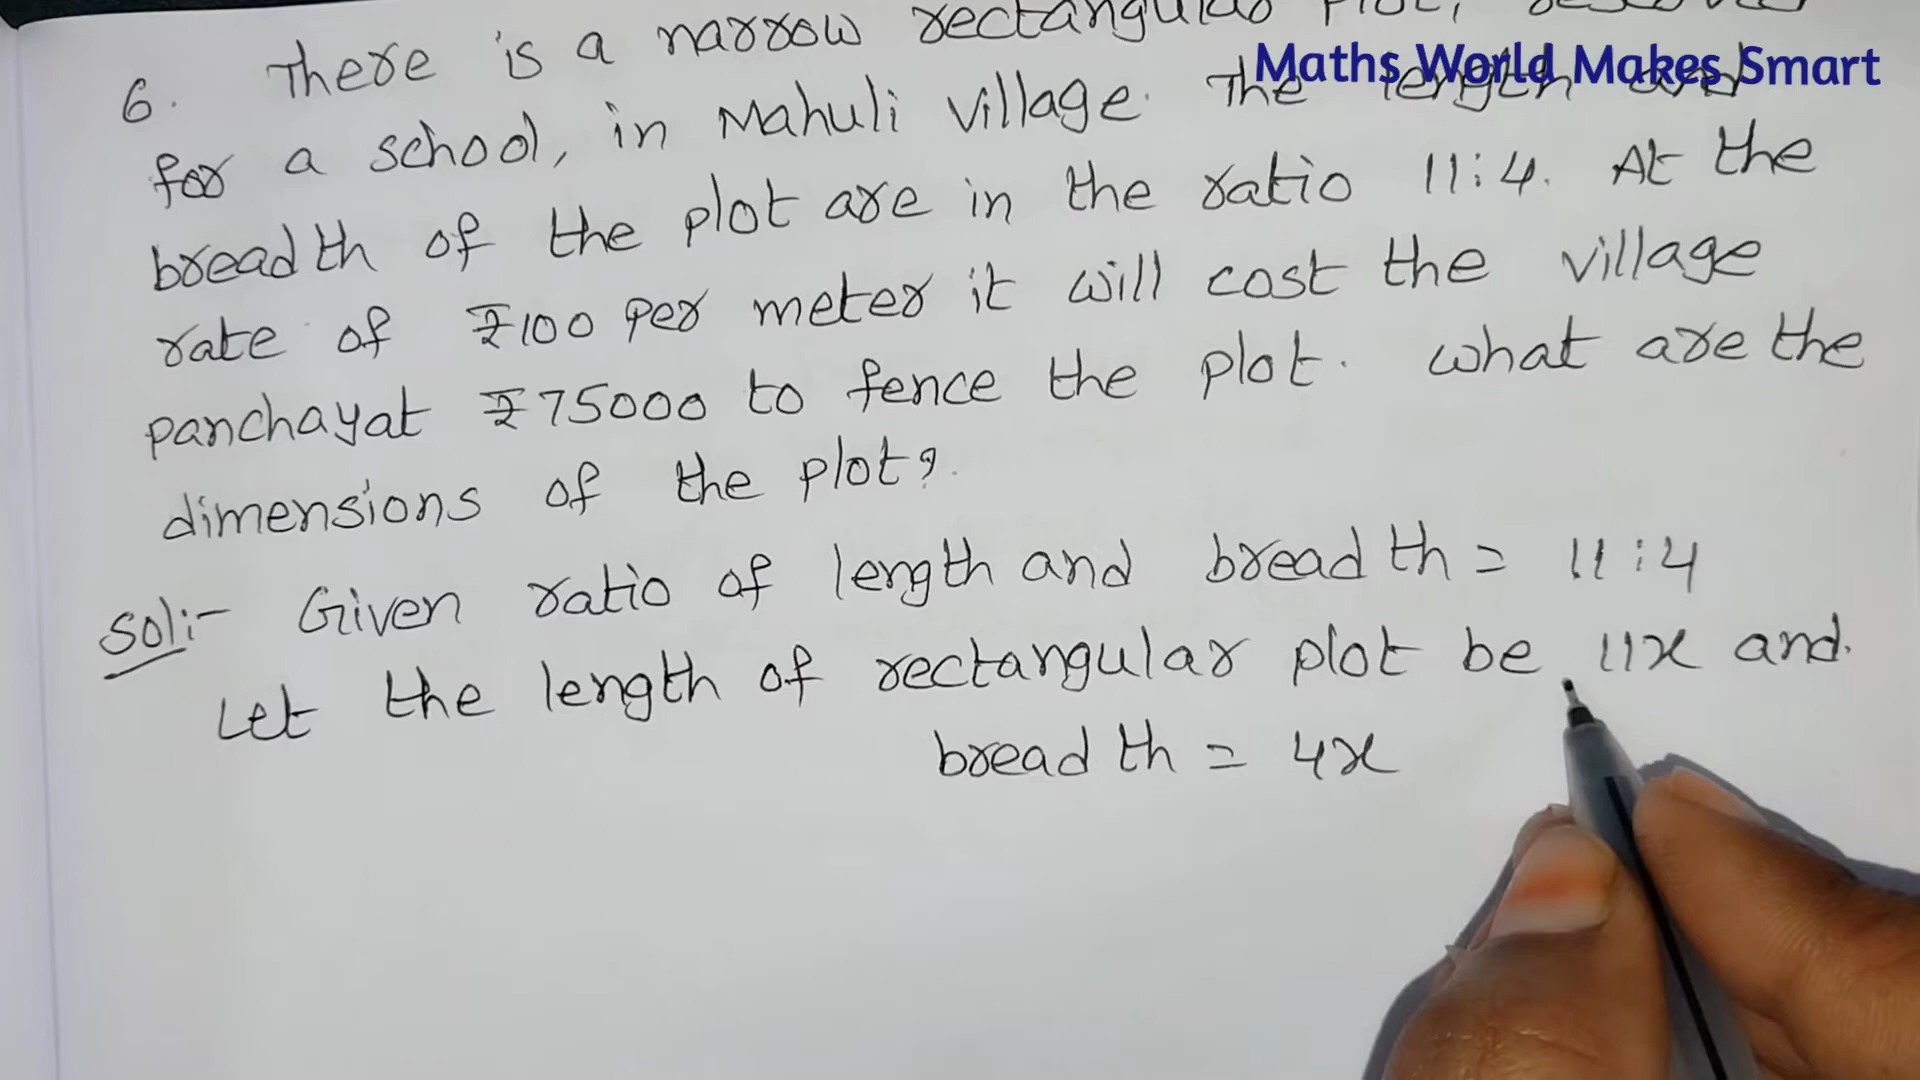 There is a narrow rectangular plot,
Maths World Makes Smart
6.
for a school, in Mahuli village. The length and
breadth of the plot are in the ratio 11:4. At the
rate of ₹100 per meter it will cost the village
panchayat ₹75000 to fence the plot. what are the
dimensions of the plot?
Sol:- Given ratio of length and breadth = 11:4
Let the length of rectangular plot be 11x and
breadth = 4x